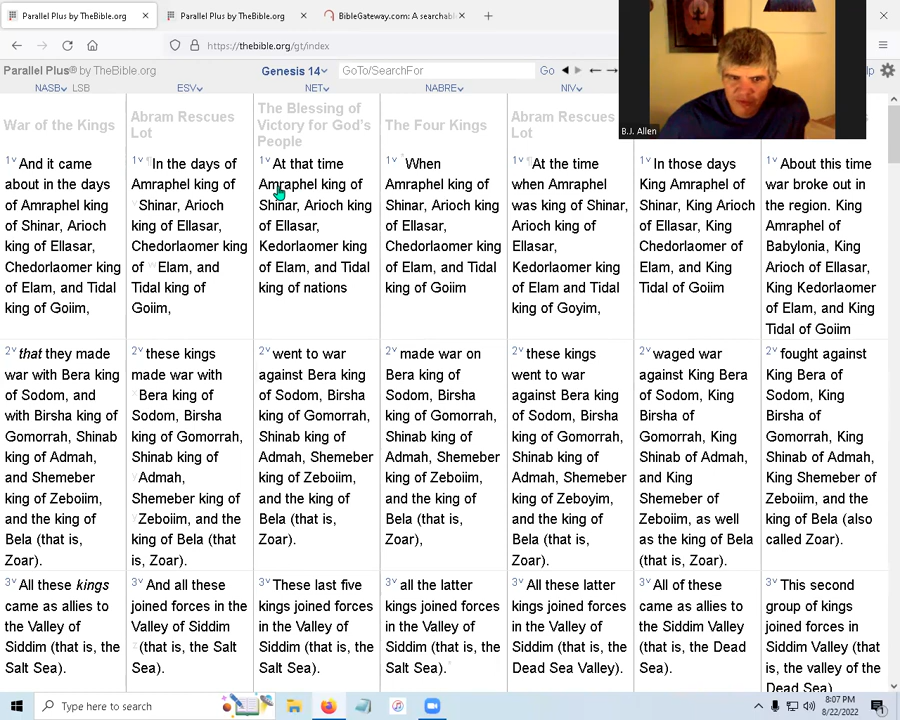 Parallel Plus by TheBible.org
Parallel Plus by TheBible.org
BibleGateway.com: A searchabl
https://thebible.org/gt/index
Parallel Plus® by TheBible.org
Genesis 14
GoTo/SearchFor
Go
B.J. Allen
NASB LSB
ESV
NET
NABRE
NIV
War of the Kings
Abram Rescues
Lot
The Blessing of
Victory for God's
People
The Four Kings
Abram Rescues
Lot
1v And it came
about in the days
of Amraphel king
of Shinar, Arioch
king of Ellasar,
Chedorlaomer king
of Elam, and Tidal
king of Goiim,
1v In the days of
Amraphel king of
Shinar, Arioch
king of Ellasar,
Chedorlaomer king
of Elam, and
Tidal king of
Goiim,
1v At that time
Amraphel king of
Shinar, Arioch king
of Ellasar,
Kedorlaomer king
of Elam, and Tidal
king of nations
1v When
Amraphel king of
Shinar, Arioch king
of Ellasar,
Chedorlaomer king
of Elam, and Tidal
king of Goiim
1v At the time
when Amraphel
was king of Shinar,
Arioch king of
Ellasar,
Kedorlaomer king
of Elam and Tidal
king of Goyim,
1v In those days
King Amraphel of
Shinar, King Arioch
of Ellasar, King
Chedorlaomer of
Elam, and King
Tidal of Goiim
1v About this time
war broke out in
the region. King
Amraphel of
Babylonia, King
Arioch of Ellasar,
King Kedorlaomer
of Elam, and King
Tidal of Goiim
2v that they made
war with Bera king
of Sodom, and
with Birsha king of
Gomorrah, Shinab
king of Admah,
and Shemeber
king of Zeboiim,
and the king of
Bela (that is,
Zoar).
2v these kings
made war with
Bera king of
Sodom, Birsha
king of Gomorrah,
Shinab king of
Admah,
Shemeber king of
Zeboiim, and the
king of Bela (that
is, Zoar).
2v went to war
against Bera king
of Sodom, Birsha
king of Gomorrah,
Shinab king of
Admah, Shemeber
king of Zeboiim,
and the king of
Bela (that is,
Zoar).
2v made war on
Bera king of
Sodom, Birsha
king of Gomorrah,
Shinab king of
Admah, Shemeber
king of Zeboiim,
and the king of
Bela (that is,
Zoar),
2v these kings
went to war
against Bera king
of Sodom, Birsha
king of Gomorrah,
Shinab king of
Admah, Shemeber
king of Zeboyim,
and the king of
Bela (that is,
Zoar).
2v waged war
against King Bera
of Sodom, King
Birsha of
Gomorrah, King
Shinab of Admah,
and King
Shemeber of
Zeboiim, as well
as the king of Bela
(that is, Zoar).
2v fought against
King Bera of
Sodom, King
Birsha of
Gomorrah, King
Shinab of Admah,
King Shemeber of
Zeboiim, and the
king of Bela (also
called Zoar).
3v All these kings
came as allies to
the Valley of
Siddim (that is, the
Salt Sea).
3v And all these
joined forces in the
Valley of Siddim
(that is, the Salt
Sea).
3v These last five
kings joined forces
in the Valley of
Siddim (that is, the
Salt Sea).
3v all the latter
kings joined forces
in the Valley of
Siddim (that is, the
Salt Sea).
3v All these latter
kings joined forces
in the Valley of
Siddim (that is, the
Dead Sea Valley).
3v All of these
came as allies to
the Siddim Valley
(that is, the Dead
Sea).
3v This second
group of kings
joined forces in
Siddim Valley (that
is, the valley of the
Dead Sea)
Type here to search
8:07 PM
8/22/2022